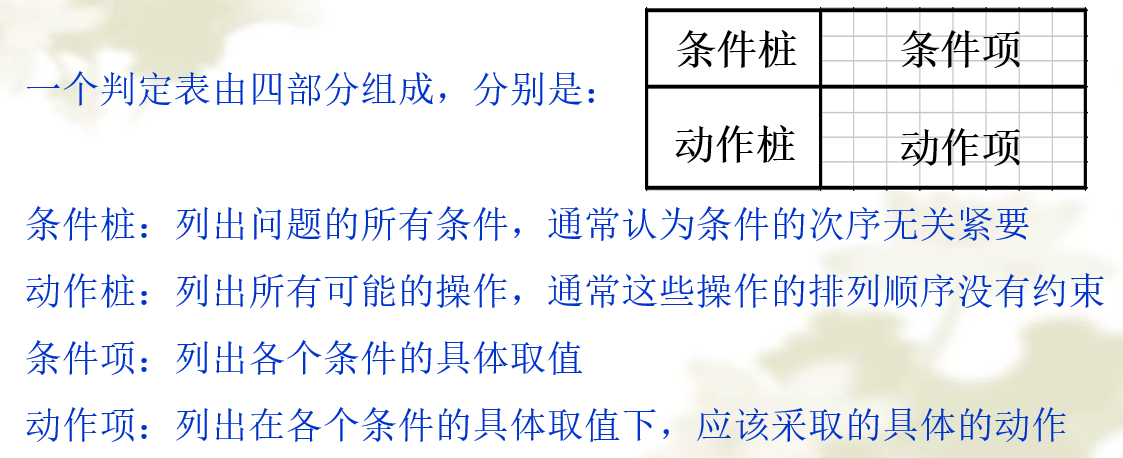 一个判定表由四部分组成，分别是：
条件桩 条件项
动作桩 动作项
条件桩：列出问题的所有条件，通常认为条件的次序无关紧要
动作桩：列出所有可能的操作，通常这些操作的排列顺序没有约束
条件项：列出各个条件的具体取值
动作项：列出在各个条件的具体取值下，应该采取的具体的动作